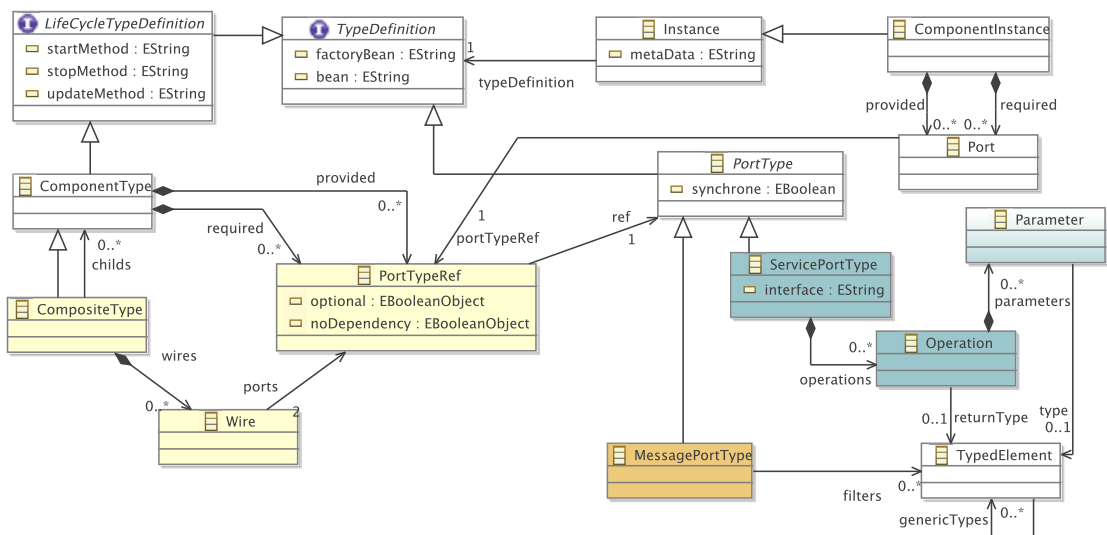 LifeCycleTypeDefinition
startMethod : EString
stopMethod : EString
updateMethod : EString
TypeDefinition
factoryBean : EString
bean : EString
1
typeDefinition
Instance
metaData : EString
ComponentInstance
provided
required
0..*
0..*
Port
ComponentType
provided
0..*
required
0..*
0..*
childs
1
portTypeRef
ref
1
PortType
synchrone : EBoolean
Parameter
CompositeType
PortTypeRef
optional : EBooleanObject
noDependency : EBooleanObject
ServicePortType
interface : EString
0..*
parameters
0..*
operations
Operation
wires
0..*
ports
2
Wire
0..1
returnType
type
0..1
MessagePortType
filters
0..*
TypedElement
genericTypes
0..*